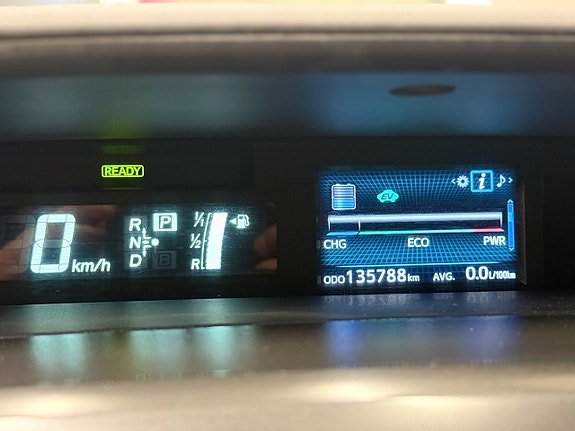 READY
0 km/h
R P
N
D B
1/1
1/2
R
i
EV
CHG ECO PWR
ODO 135788 km AVG. 0.0 L/100km